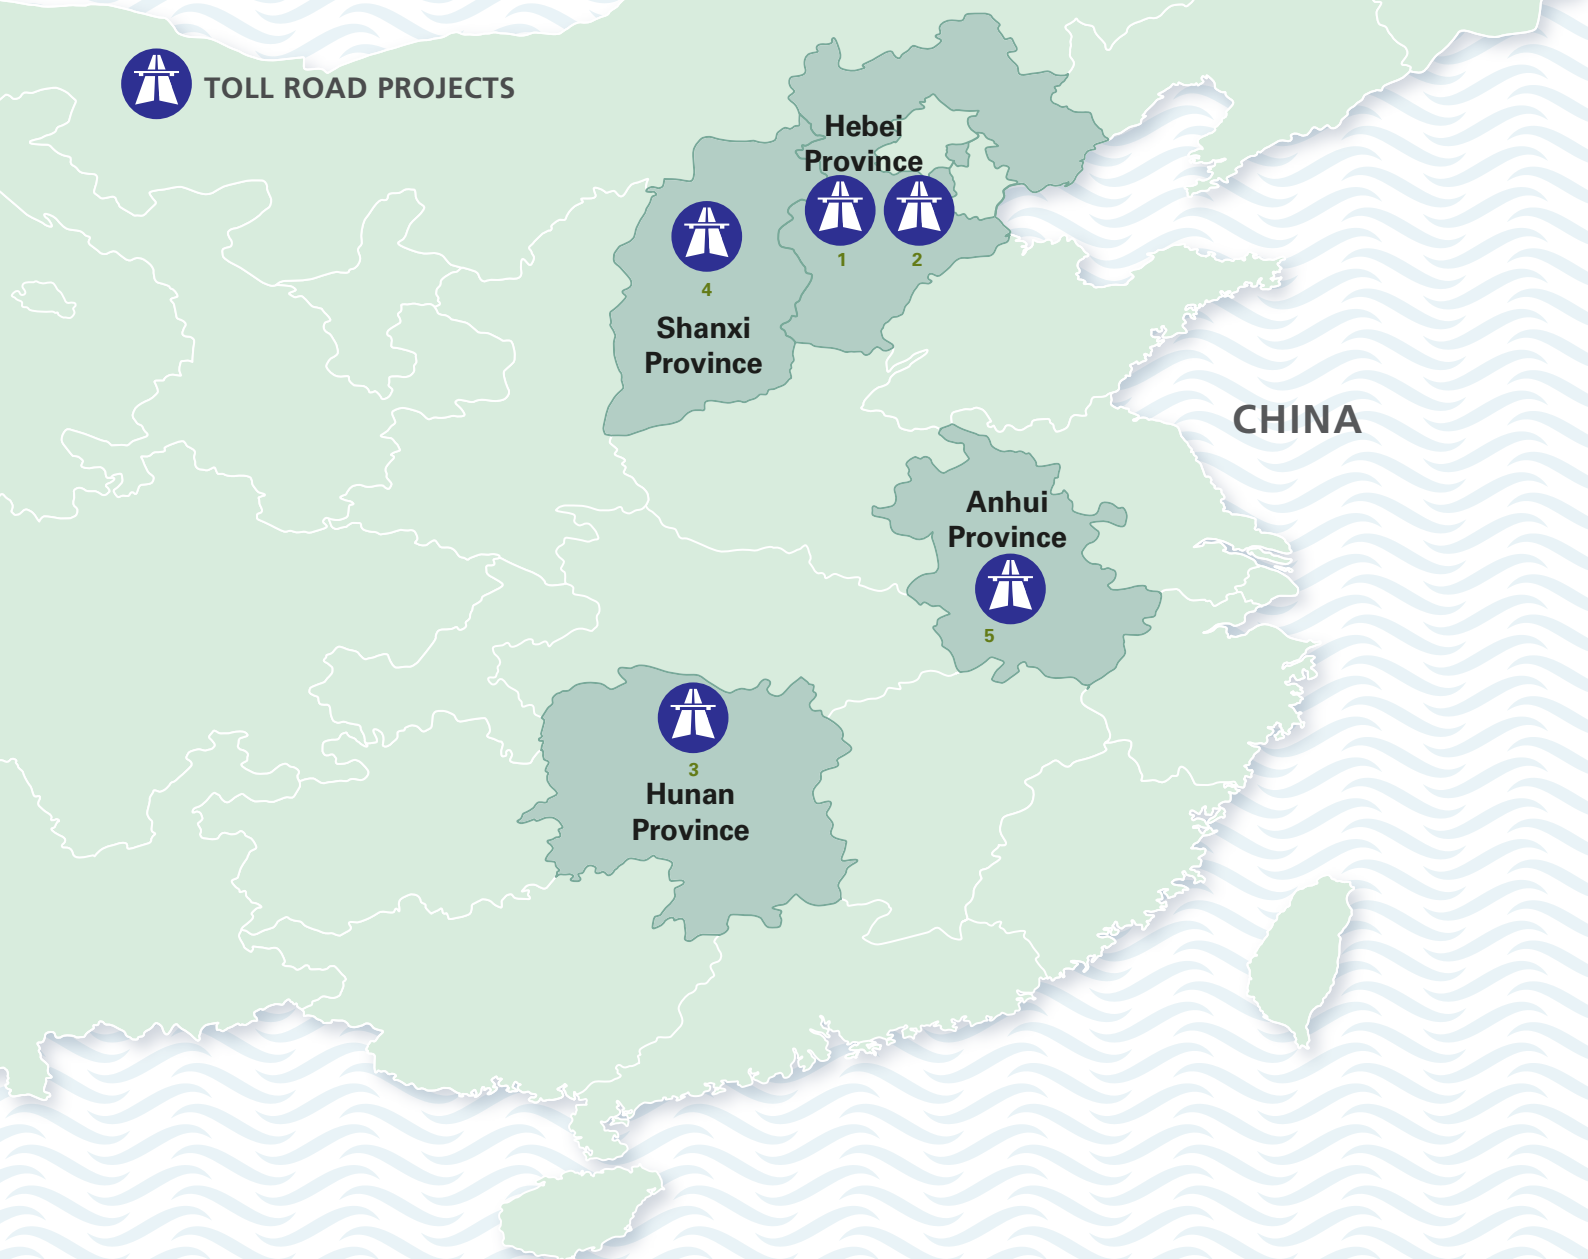 TOLL ROAD PROJECTS
Hebei
Province
1
2
4
Shanxi
Province
CHINA
Anhui
Province
5
3
Hunan
Province